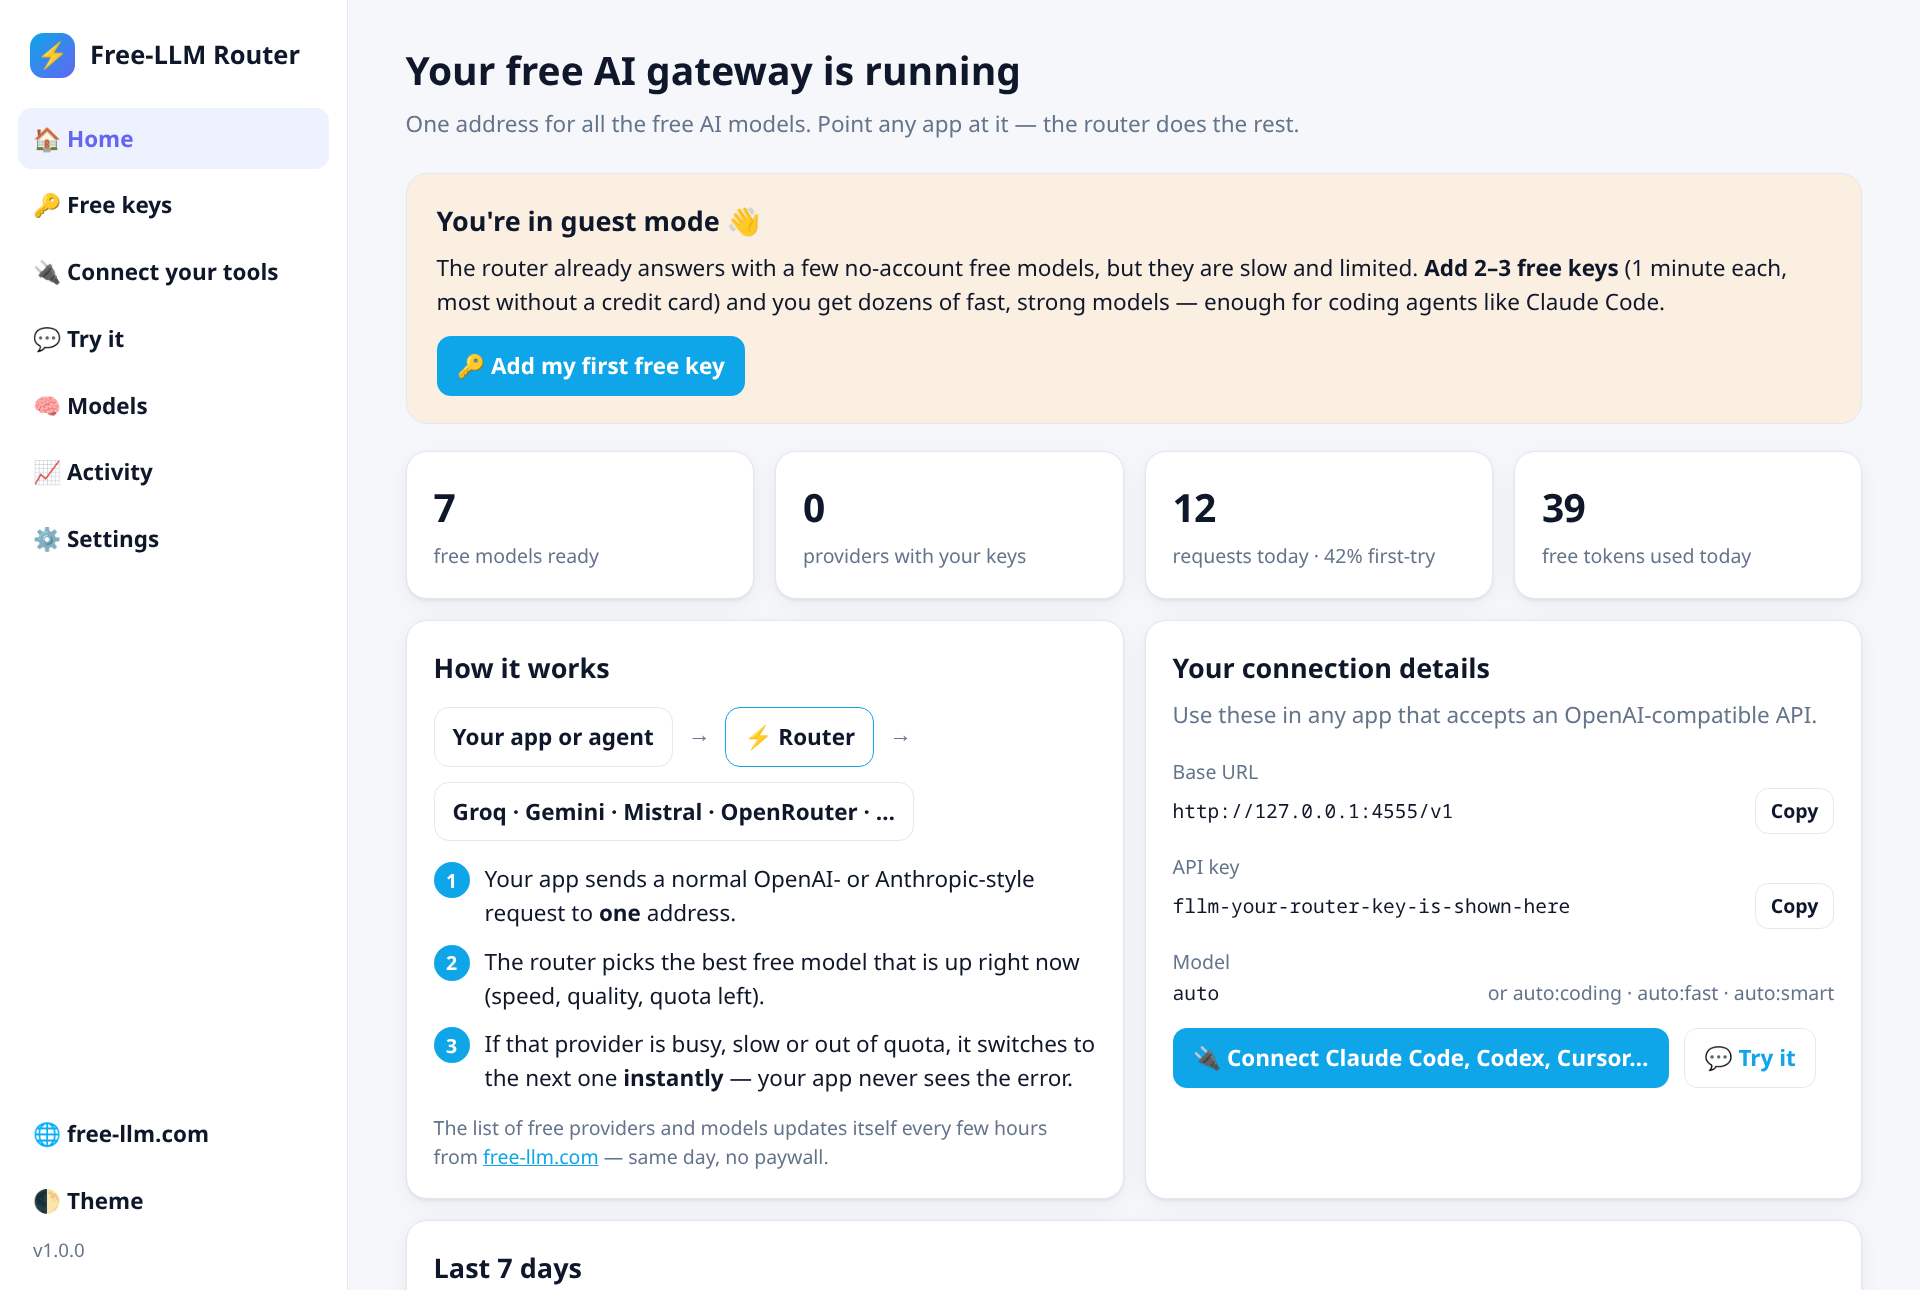 ⚡ Free-LLM Router
🏠 Home
🔑 Free keys
🔌 Connect your tools
💬 Try it
🧠 Models
📈 Activity
⚙️ Settings
🌐 free-llm.com
🌓 Theme
v1.0.0
Your free AI gateway is running
One address for all the free AI models. Point any app at it — the router does the rest.
You're in guest mode 👋
The router already answers with a few no-account free models, but they are slow and limited. Add 2–3 free keys (1 minute each,
most without a credit card) and you get dozens of fast, strong models — enough for coding agents like Claude Code.
🔑 Add my first free key
7
free models ready
0
providers with your keys
12
requests today · 42% first-try
39
free tokens used today
How it works
Your app or agent → ⚡ Router →
Groq · Gemini · Mistral · OpenRouter · ...
1 Your app sends a normal OpenAI- or Anthropic-style
request to one address.
2 The router picks the best free model that is up right now
(speed, quality, quota left).
3 If that provider is busy, slow or out of quota, it switches to
the next one instantly — your app never sees the error.
The list of free providers and models updates itself every few hours
from free-llm.com — same day, no paywall.
Your connection details
Use these in any app that accepts an OpenAI-compatible API.
Base URL
http://127.0.0.1:4555/v1 Copy
API key
fllm-your-router-key-is-shown-here Copy
Model
auto or auto:coding · auto:fast · auto:smart
🔌 Connect Claude Code, Codex, Cursor... 💬 Try it
Last 7 days